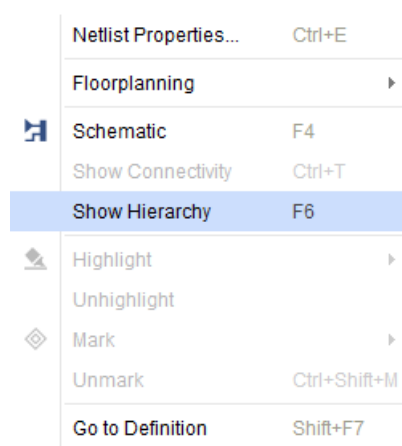 Netlist Properties... Ctrl+E
Floorplanning
Schematic F4
Show Connectivity Ctrl+T
Show Hierarchy F6
Highlight
Unhighlight
Mark
Unmark Ctrl+Shift+M
Go to Definition Shift+F7